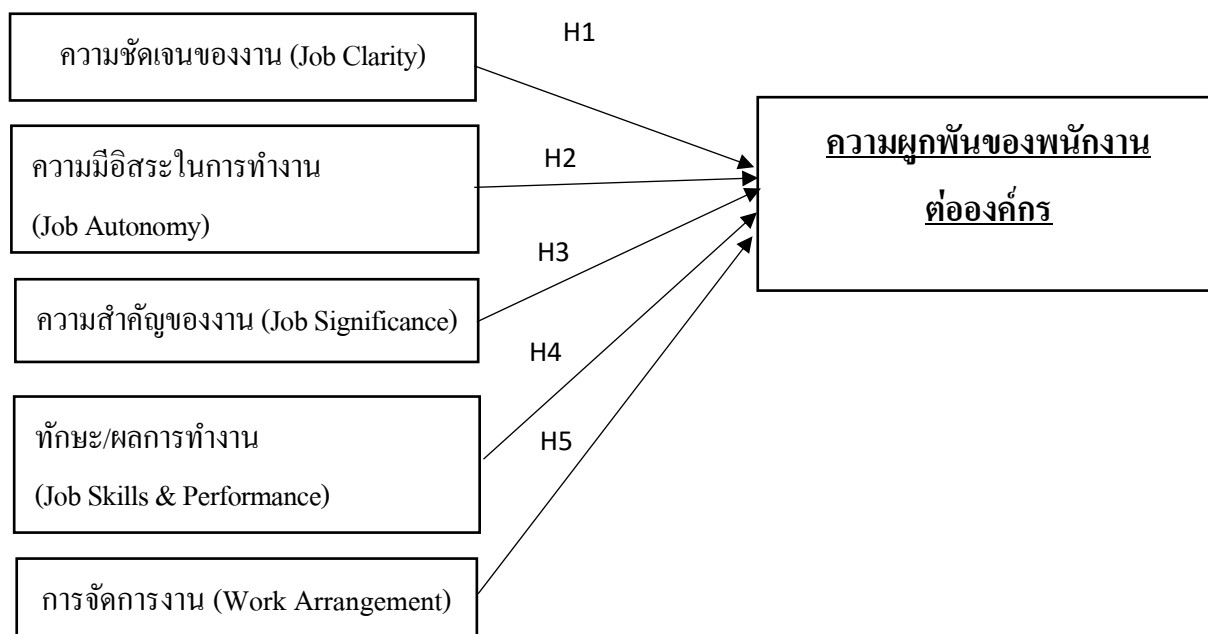 ความชัดเจนของงาน (Job Clarity)
H1
ความมีอิสระในการทำงาน
(Job Autonomy)
H2
ความสำคัญของงาน (Job Significance)
H3
ทักษะ/ผลการทำงาน
(Job Skills & Performance)
H4
การจัดการงาน (Work Arrangement)
H5
ความผูกพันของพนักงาน
ต่อองค์กร